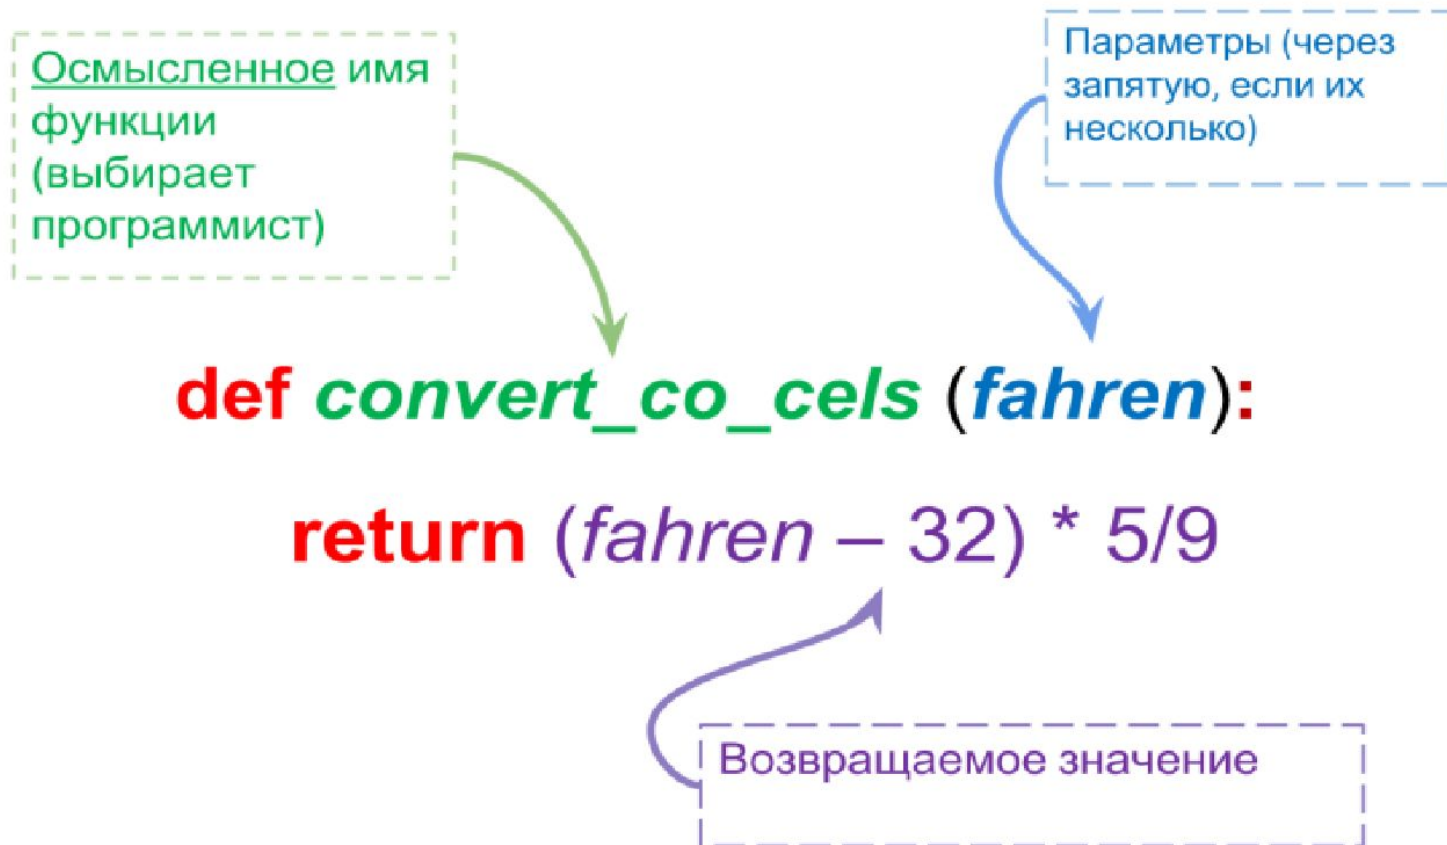 Осмысленное имя
функции
(выбирает
программист)
Параметры (через
запятую, если их
несколько)
def convert_co_cels (fahren):
return (fahren – 32) * 5/9
Возвращаемое значение